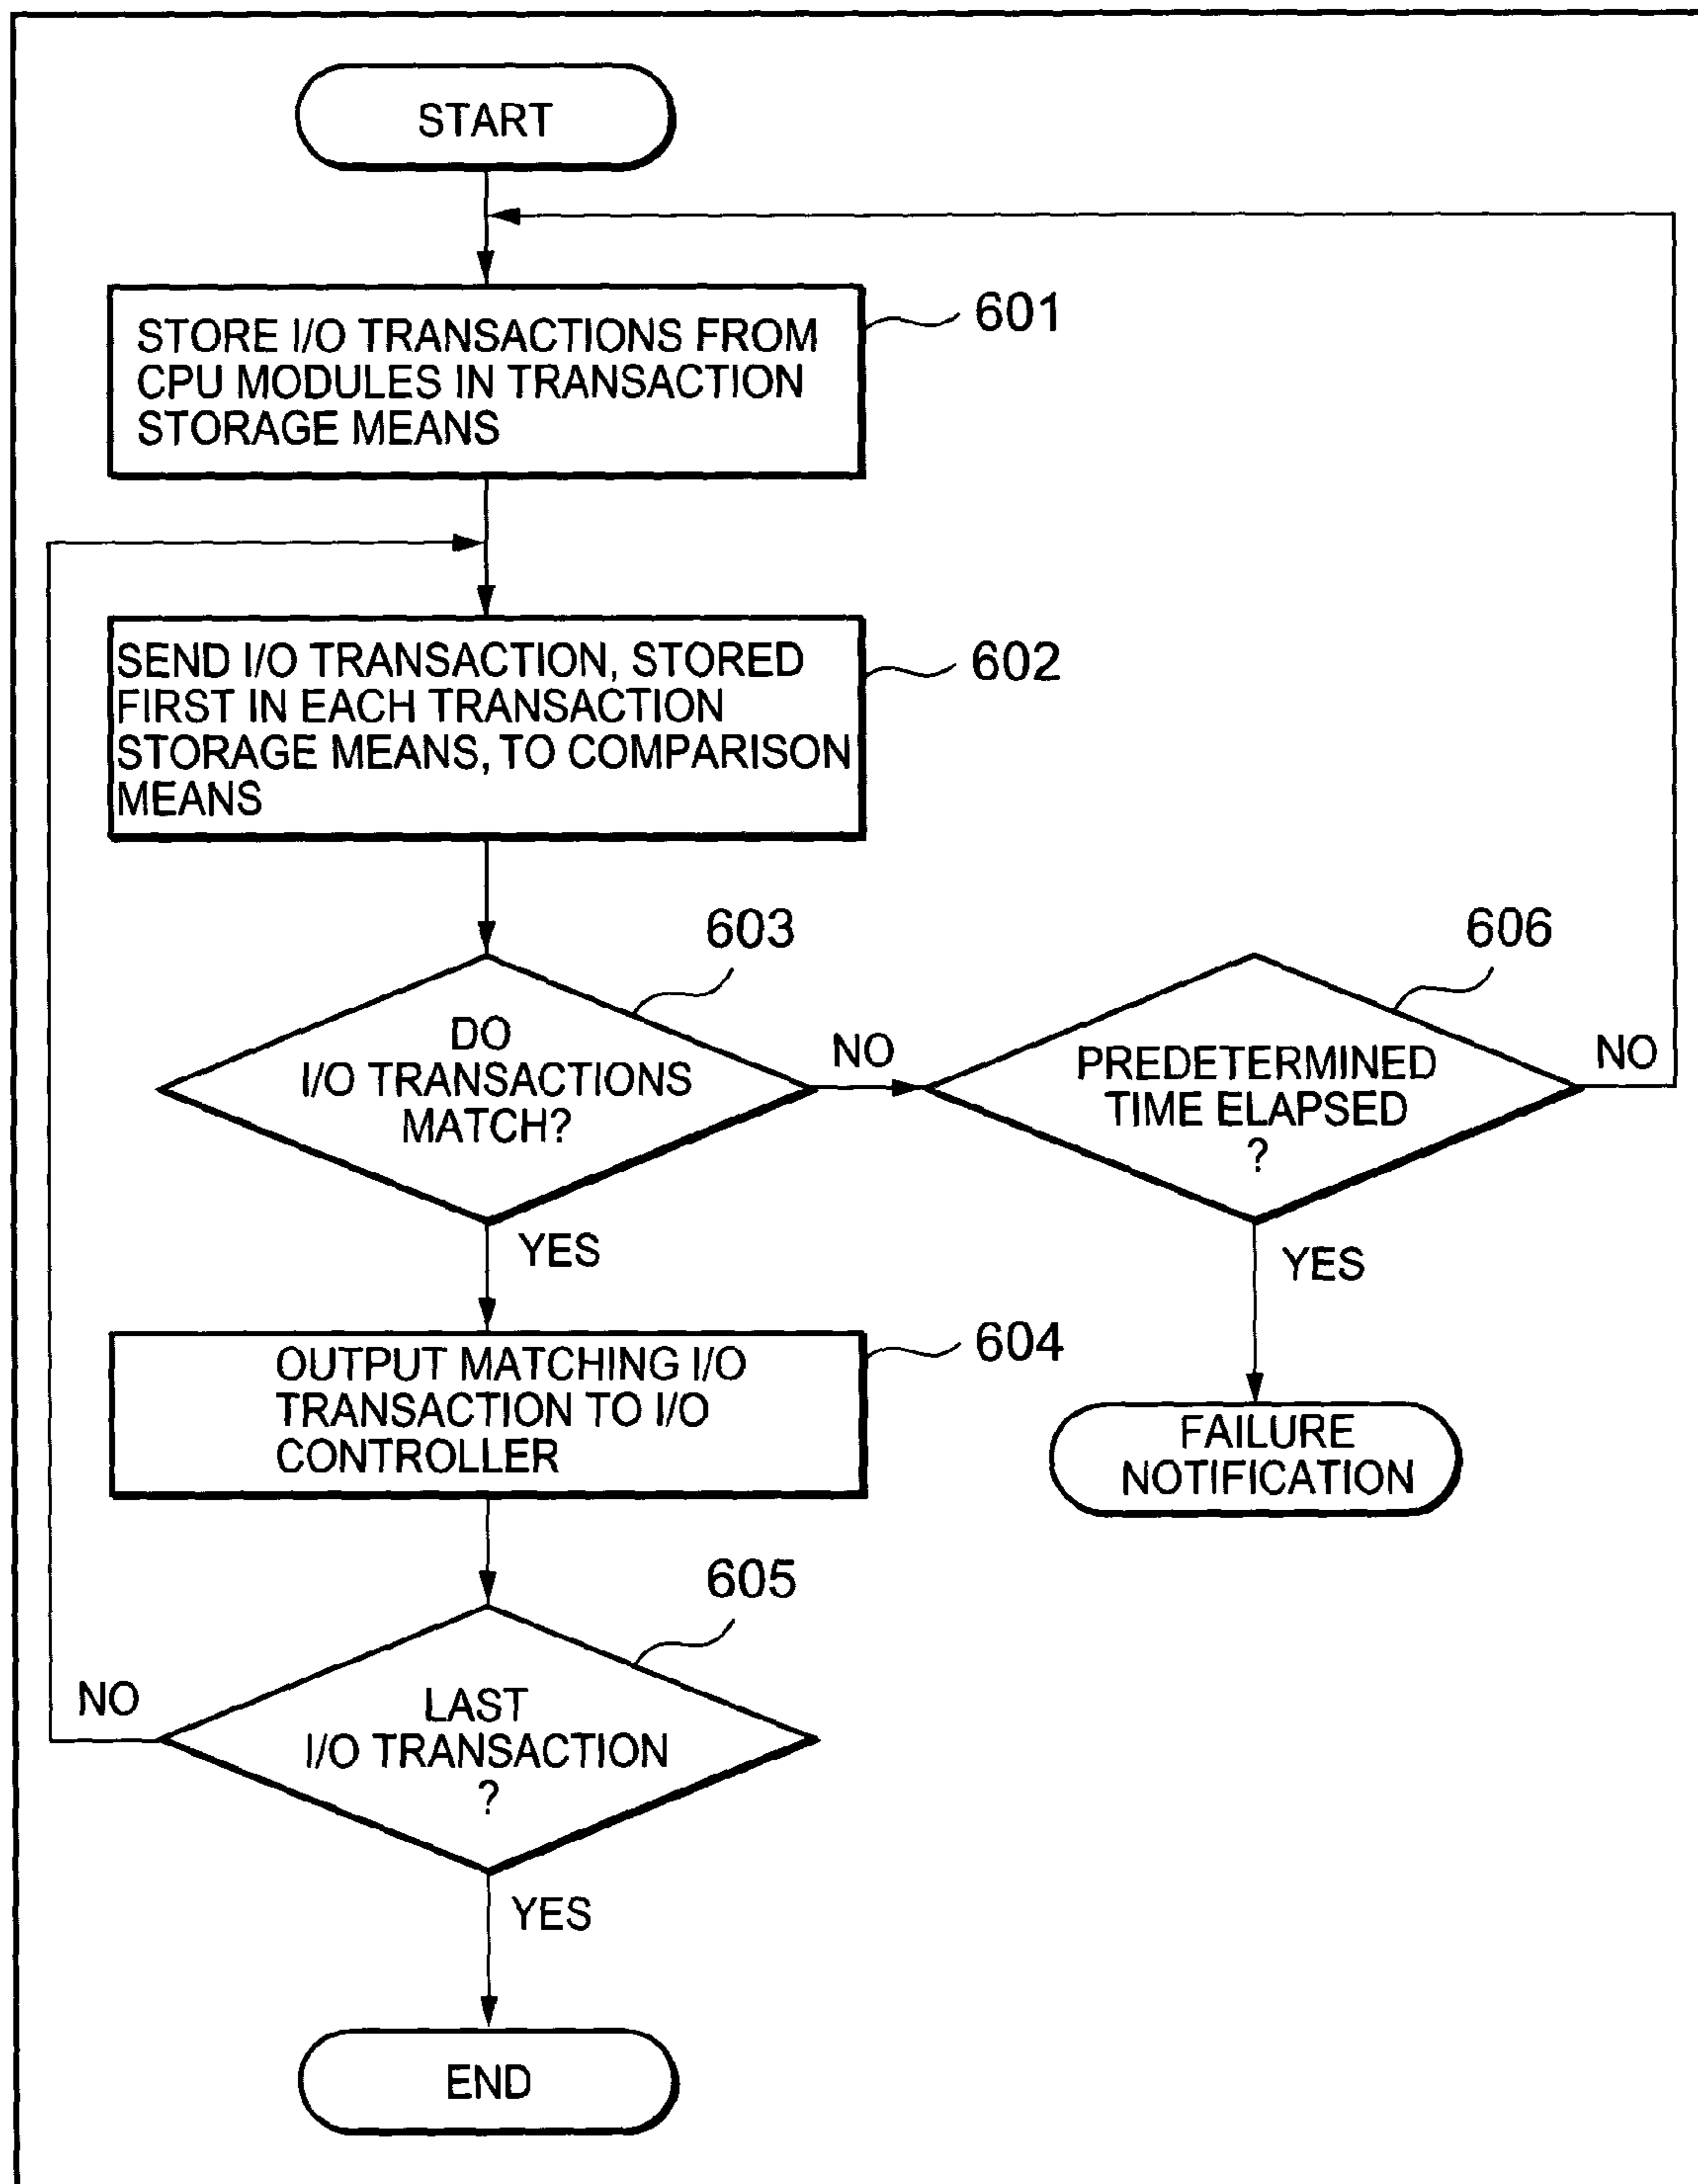 START
STORE I/O TRANSACTIONS FROM
CPU MODULES IN TRANSACTION
STORAGE MEANS
601
SEND I/O TRANSACTION, STORED
FIRST IN EACH TRANSACTION
STORAGE MEANS, TO COMPARISON
MEANS
602
603
DO
I/O TRANSACTIONS
MATCH?
NO
606
PREDETERMINED
TIME ELAPSED
?
NO
YES
YES
OUTPUT MATCHING I/O
TRANSACTION TO I/O
CONTROLLER
604
FAILURE
NOTIFICATION
605
NO
LAST
I/O TRANSACTION
?
YES
END